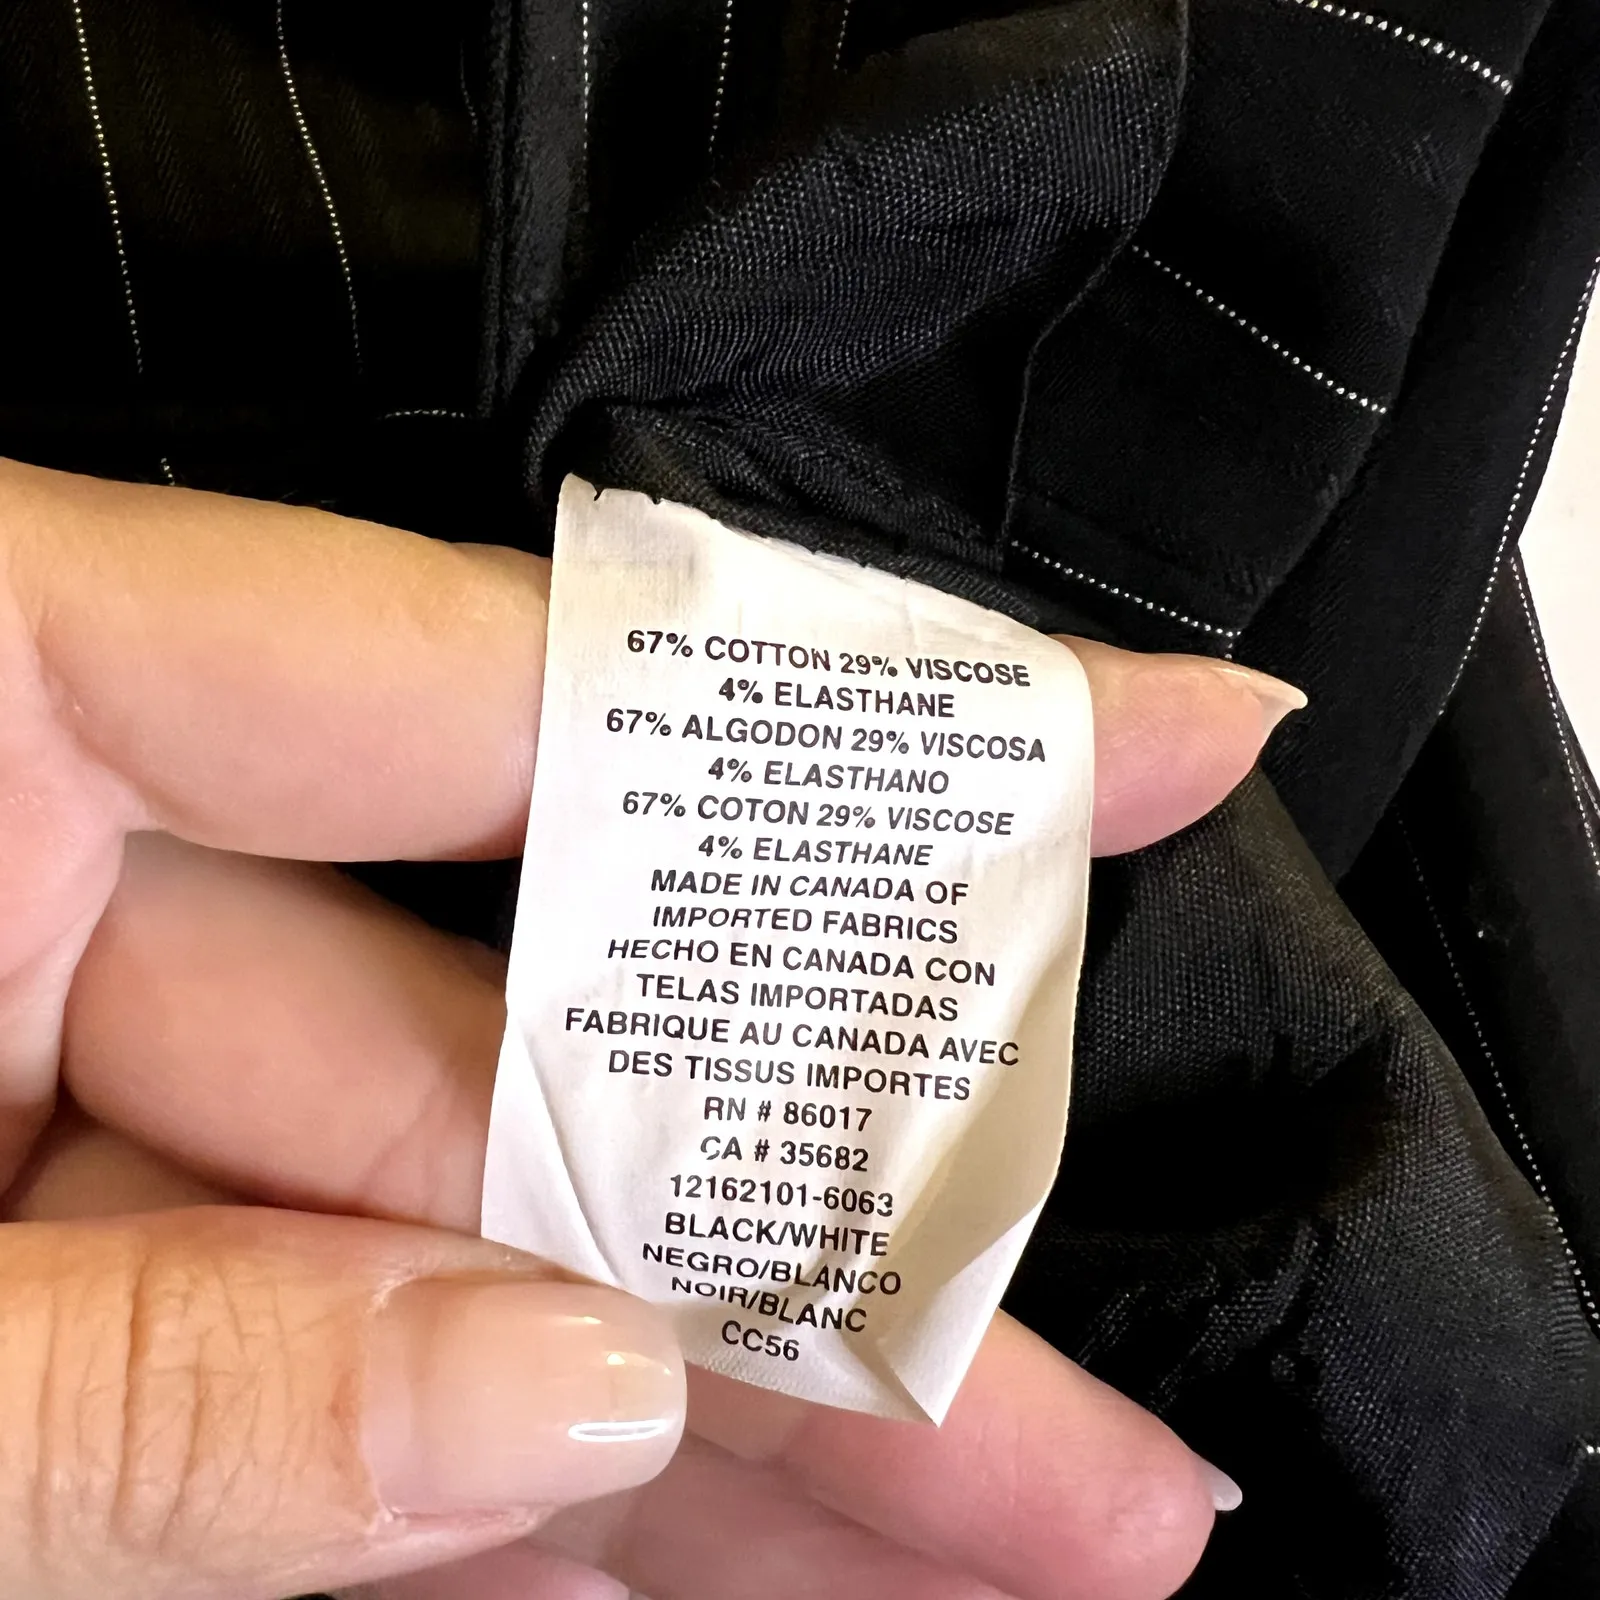 67% COTTON 29% VISCOSE
4% ELASTHANE
67% ALGODON 29% VISCOSA
4% ELASTHANO
67% COTON 29% VISCOSE
4% ELASTHANE
MADE IN CANADA OF
IMPORTED FABRICS
HECHO EN CANADA CON
TELAS IMPORTADAS
FABRIQUE AU CANADA AVEC
DES TISSUS IMPORTES
RN # 86017
CA # 35682
12162101-6063
BLACK/WHITE
NEGRO/BLANCO
NOIR/BLANC
CC56